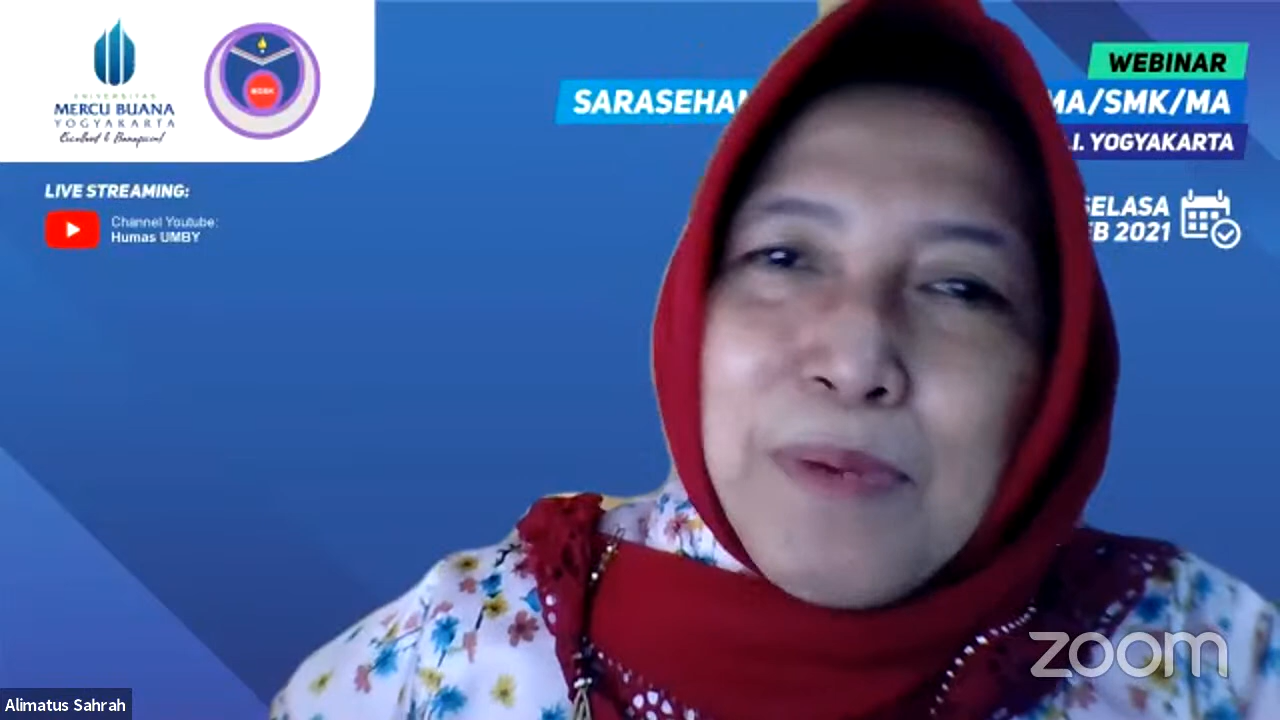 UNIVERSITAS
MERCU BUANA
YOGYAKARTA
Excellent & Transparent
LIVE STREAMING:
Channel Youtube:
Humas UMBY
WEBINAR
SARASEHAN
MA/SMK/MA
.I. YOGYAKARTA
SELASA
EB 2021
zoom
Alimatus Sahrah